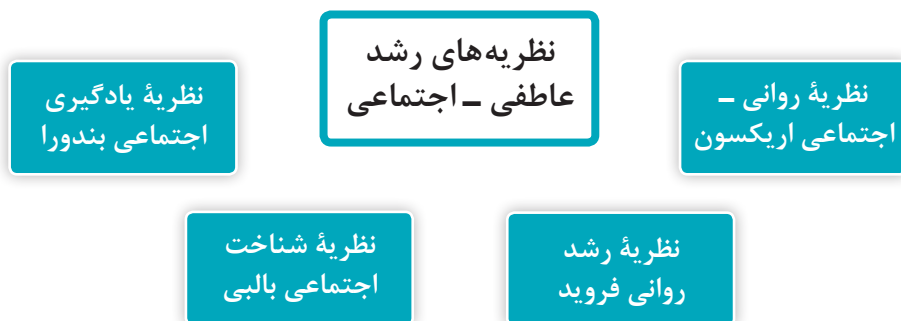 نظریه‌های رشد
عاطفی ـ اجتماعی
نظریهٔ روانی ـ
اجتماعی اریکسون
نظریهٔ یادگیری
اجتماعی بندورا
نظریهٔ رشد
روانی فروید
نظریهٔ شناخت
اجتماعی بالبی